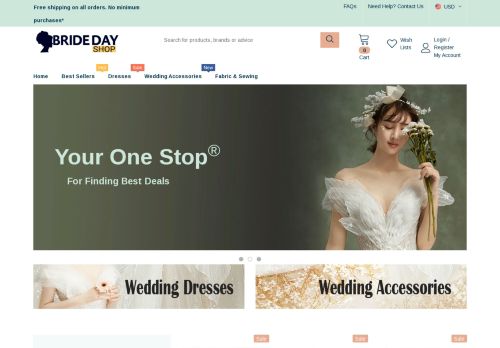 Free shipping on all orders. No minimum
purchases*
FAQs
Need Help? Contact Us
USD
BRIDE DAY
SHOP
Search for products, brands or advice
0
Cart
Wish
Lists
Login /
Register
My Account
Hot
Sale
New
Home
Best Sellers
Dresses
Wedding Accessories
Fabric & Sewing
Your One Stop®
For Finding Best Deals
Wedding Dresses
Wedding Accessories
Sale
Sale
Sale